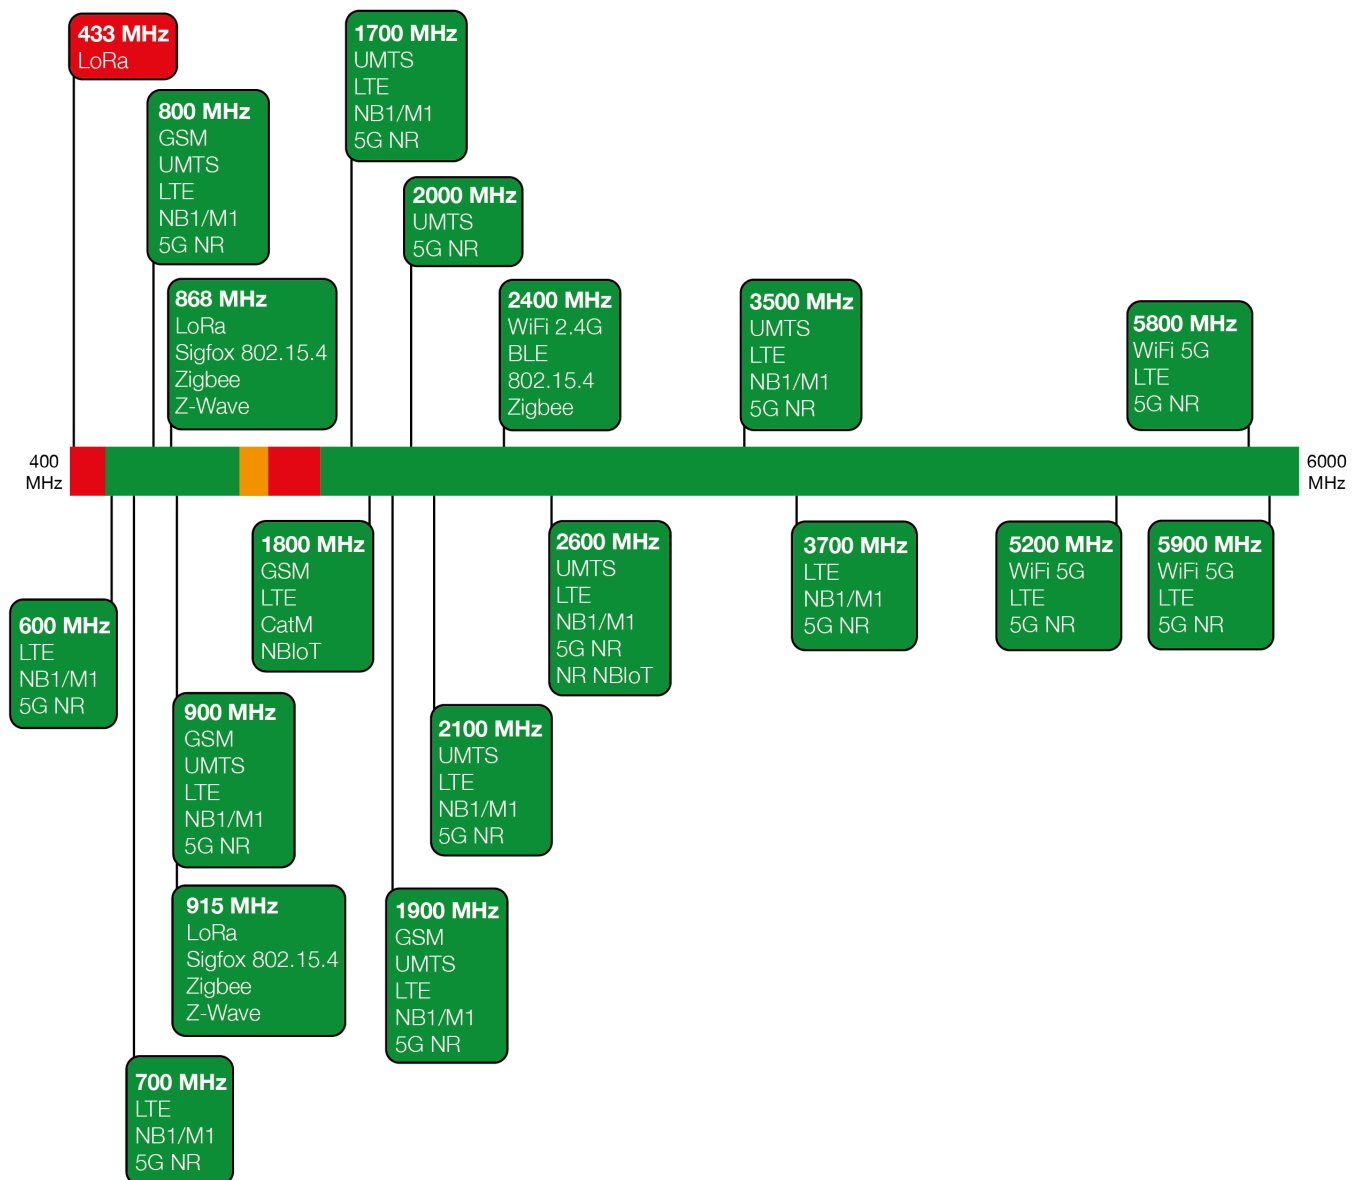 433 MHz
LoRa
1700 MHz
UMTS
LTE
NB1/M1
5G NR
800 MHz
GSM
UMTS
LTE
NB1/M1
5G NR
2000 MHz
UMTS
5G NR
868 MHz
LoRa
Sigfox 802.15.4
Zigbee
Z-Wave
2400 MHz
WiFi 2.4G
BLE
802.15.4
Zigbee
3500 MHz
UMTS
LTE
NB1/M1
5G NR
5800 MHz
WiFi 5G
LTE
5G NR
400
MHz
6000
MHz
1800 MHz
GSM
LTE
CatM
NBIoT
2600 MHz
UMTS
LTE
NB1/M1
5G NR
NR NBIoT
3700 MHz
LTE
NB1/M1
5G NR
5200 MHz
WiFi 5G
LTE
5G NR
5900 MHz
WiFi 5G
LTE
5G NR
600 MHz
LTE
NB1/M1
5G NR
900 MHz
GSM
UMTS
LTE
NB1/M1
5G NR
2100 MHz
UMTS
LTE
NB1/M1
5G NR
915 MHz
LoRa
Sigfox 802.15.4
Zigbee
Z-Wave
1900 MHz
GSM
UMTS
LTE
NB1/M1
5G NR
700 MHz
LTE
NB1/M1
5G NR